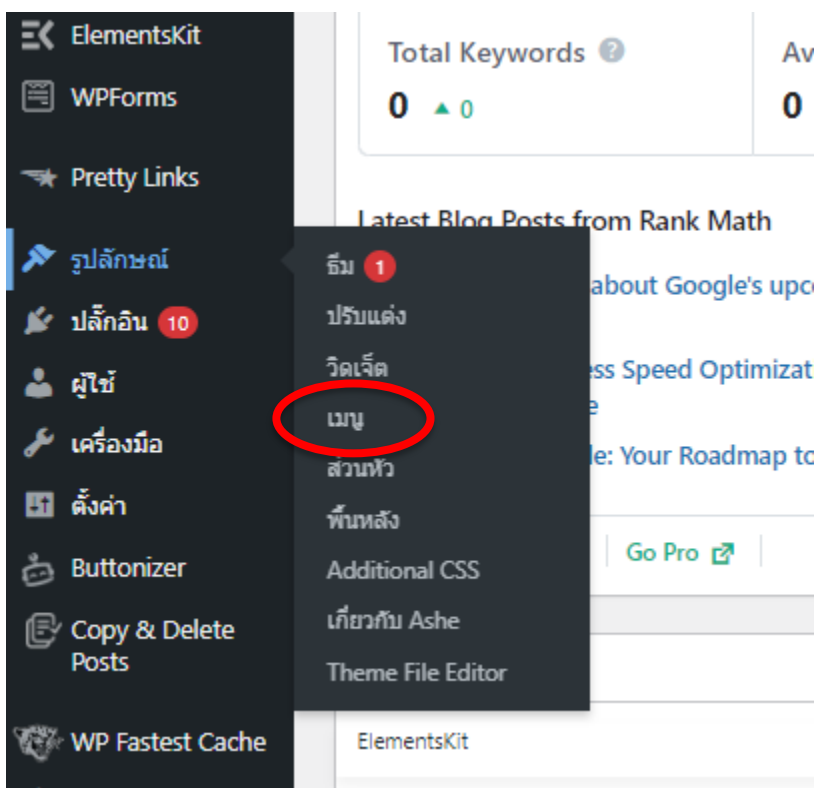 ElementsKit
WPForms
Pretty Links
รูปลักษณ์
ปลั๊กอิน 10
ผู้ใช้
เครื่องมือ
ตั้งค่า
Buttonizer
Copy & Delete
Posts
WP Fastest Cache
ธีม 1
ปรับแต่ง
วิดเจ็ต
เมนู
ส่วนหัว
พื้นหลัง
Additional CSS
เกี่ยวกับ Ashe
Theme File Editor
Total Keywords ?
0 ▲ 0
Av
0
Latest Blog Posts from Rank Math
about Google's upc
ess Speed Optimizat
e
le: Your Roadmap to
Go Pro
ElementsKit